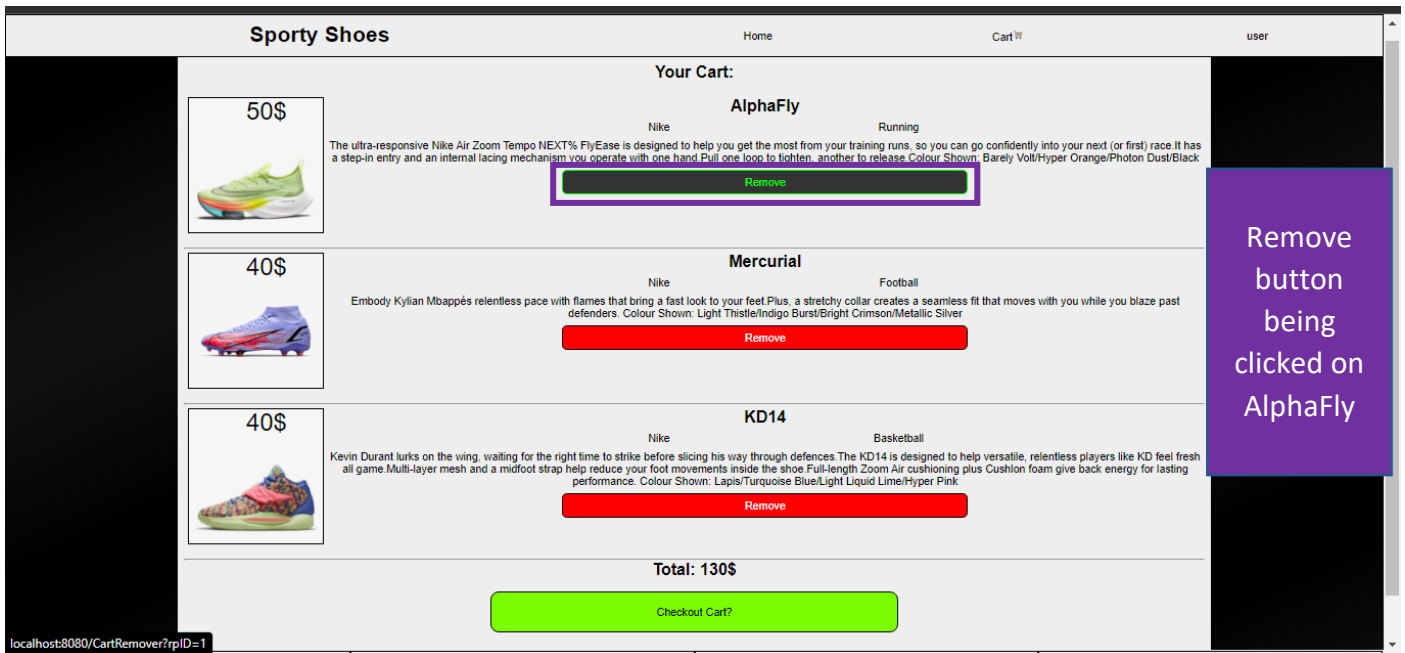 Sporty Shoes
Home
Cart
user
Your Cart:
50$
AlphaFly
Nike
Running
The ultra-responsive Nike Air Zoom Tempo NEXT% FlyEase is designed to help you get the most from your training runs, so you can go confidently into your next (or first) race.It has
a step-in entry and an internal lacing mechanism you operate with one hand.Pull one loop to tighten, another to release.Colour Shown: Barely Volt/Hyper Orange/Photon Dust/Black
Remove
40$
Mercurial
Nike
Football
Embody Kylian Mbappés relentless pace with flames that bring a fast look to your feet.Plus, a stretchy collar creates a seamless fit that moves with you while you blaze past
defenders. Colour Shown: Light Thistle/Indigo Burst/Bright Crimson/Metallic Silver
Remove
40$
KD14
Nike
Basketball
Kevin Durant lurks on the wing, waiting for the right time to strike before slicing his way through defences.The KD14 is designed to help versatile, relentless players like KD feel fresh
all game.Multi-layer mesh and a midfoot strap help reduce your foot movements inside the shoe.Full-length Zoom Air cushioning plus Cushlon foam give back energy for lasting
performance. Colour Shown: Lapis/Turquoise Blue/Light Liquid Lime/Hyper Pink
Remove
Total: 130$
Checkout Cart?
Remove
button
being
clicked on
AlphaFly
localhost:8080/CartRemover?rpID=1